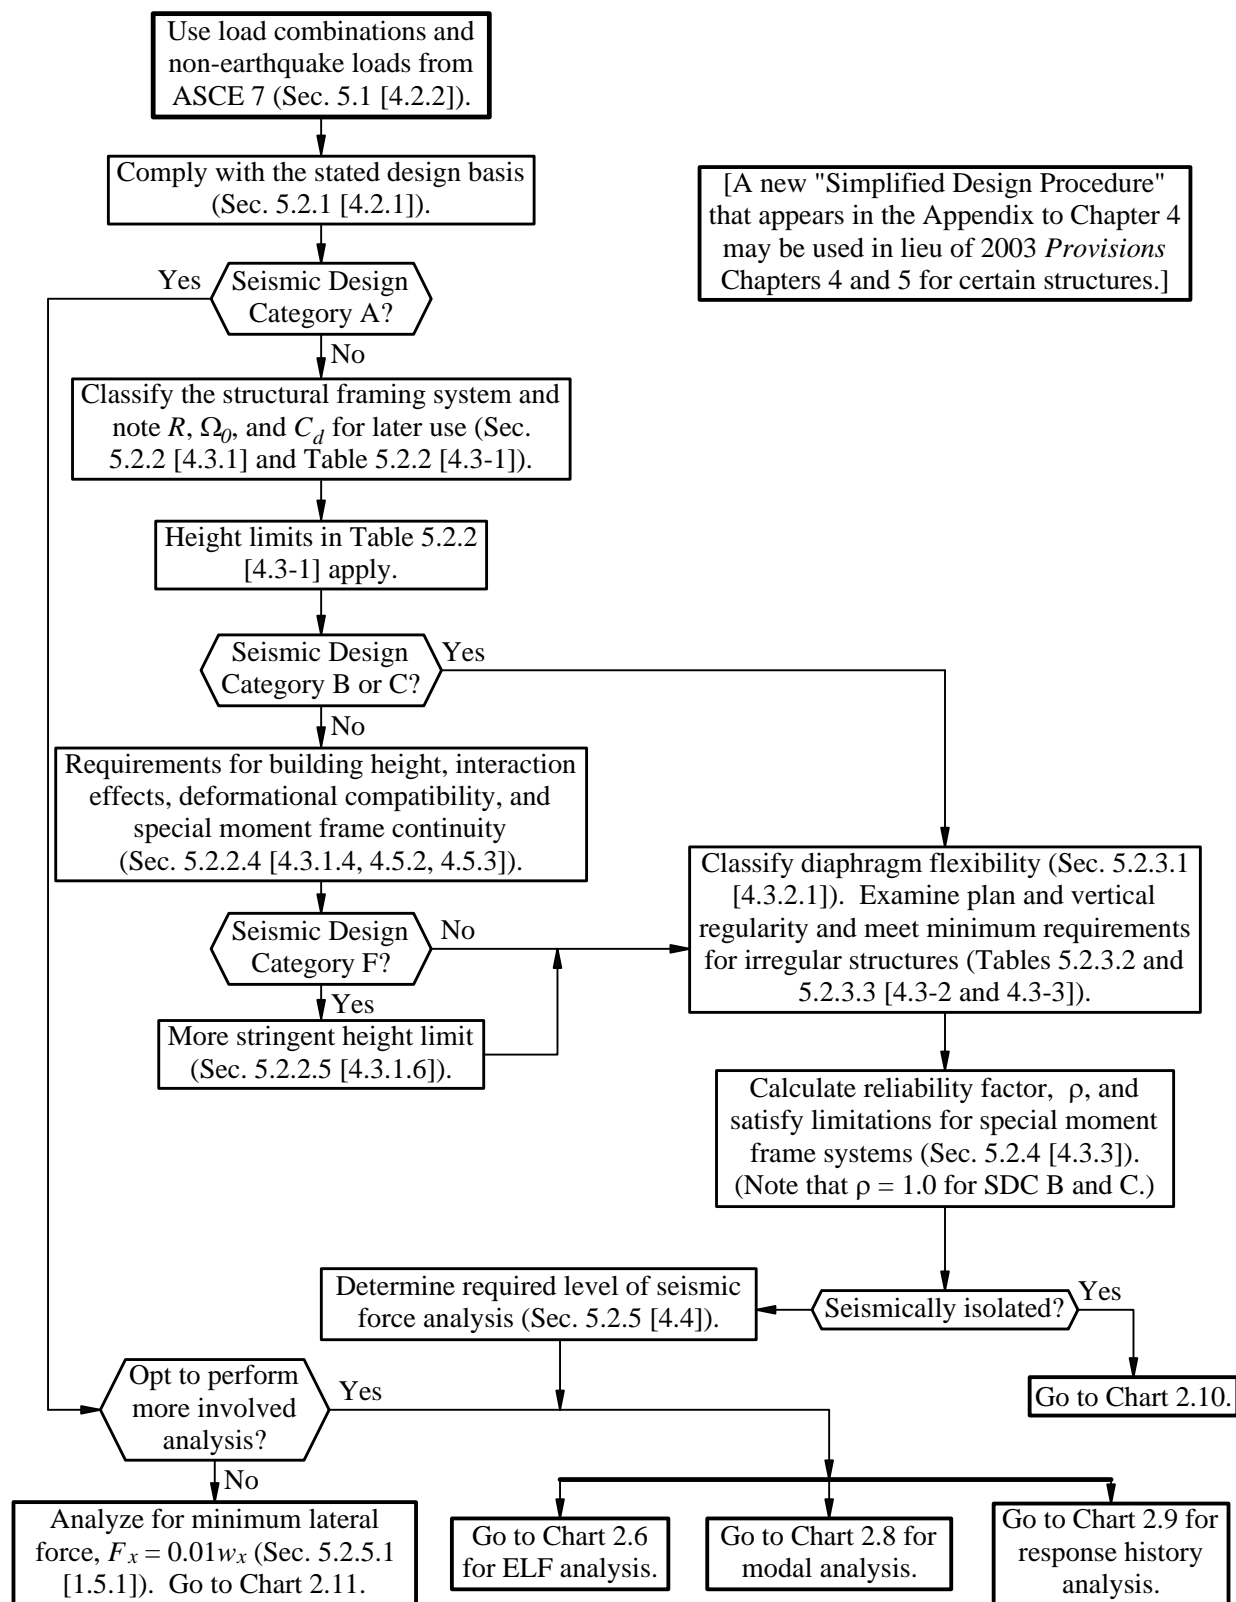 Use load combinations and
non-earthquake loads from
ASCE 7 (Sec. 5.1 [4.2.2]).
Comply with the stated design basis
(Sec. 5.2.1 [4.2.1]).
[A new "Simplified Design Procedure"
that appears in the Appendix to Chapter 4
may be used in lieu of 2003 Provisions
Chapters 4 and 5 for certain structures.]
Yes
Seismic Design
Category A?
No
Classify the structural framing system and
note R, Ω0, and Cd for later use (Sec.
5.2.2 [4.3.1] and Table 5.2.2 [4.3-1]).
Height limits in Table 5.2.2
[4.3-1] apply.
Seismic Design
Category B or C?
Yes
No
Requirements for building height, interaction
effects, deformational compatibility, and
special moment frame continuity
(Sec. 5.2.2.4 [4.3.1.4, 4.5.2, 4.5.3]).
Classify diaphragm flexibility (Sec. 5.2.3.1
[4.3.2.1]). Examine plan and vertical
regularity and meet minimum requirements
for irregular structures (Tables 5.2.3.2 and
5.2.3.3 [4.3-2 and 4.3-3]).
Seismic Design
Category F?
No
Yes
More stringent height limit
(Sec. 5.2.2.5 [4.3.1.6]).
Calculate reliability factor, ρ, and
satisfy limitations for special moment
frame systems (Sec. 5.2.4 [4.3.3]).
(Note that ρ = 1.0 for SDC B and C.)
Determine required level of seismic
force analysis (Sec. 5.2.5 [4.4]).
Seismically isolated?
Yes
Go to Chart 2.10.
Opt to perform
more involved
analysis?
Yes
No
Analyze for minimum lateral
force, Fx = 0.01wx (Sec. 5.2.5.1
[1.5.1]). Go to Chart 2.11.
Go to Chart 2.6
for ELF analysis.
Go to Chart 2.8 for
modal analysis.
Go to Chart 2.9 for
response history
analysis.